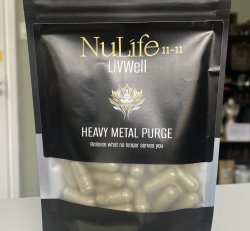 NuLife 11-11
LiVWell
HEAVY METAL PURGE
Release what no longer serves you